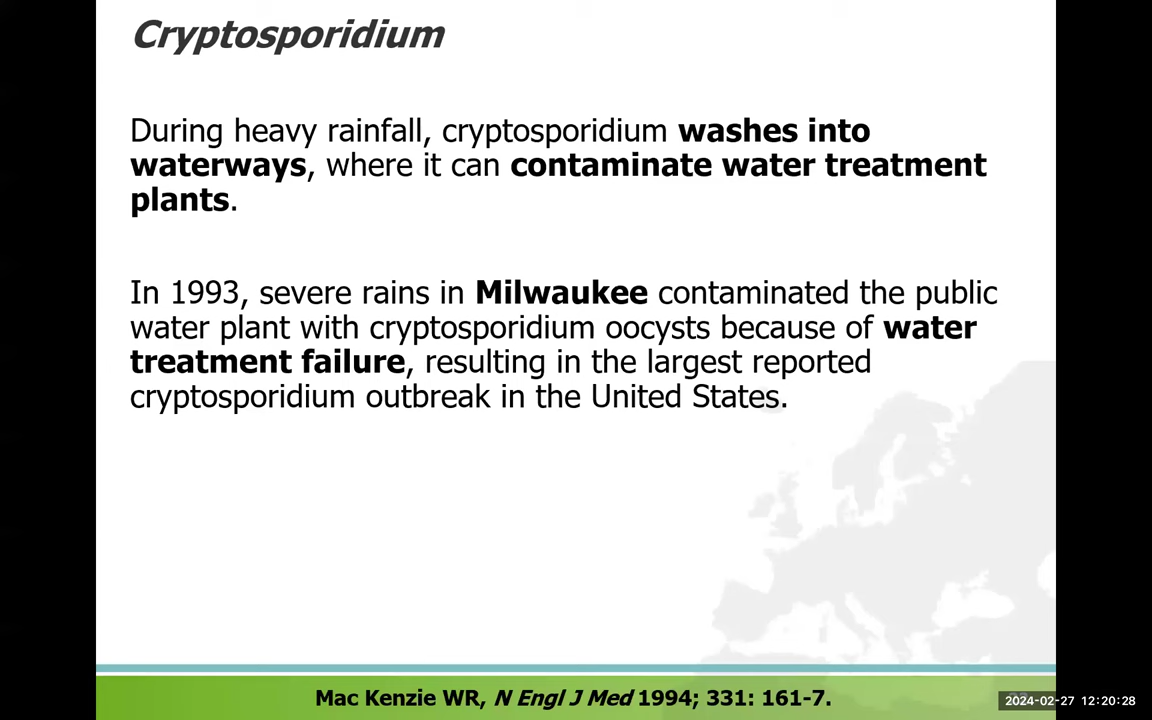 Cryptosporidium
During heavy rainfall, cryptosporidium washes into
waterways, where it can contaminate water treatment
plants.
In 1993, severe rains in Milwaukee contaminated the public
water plant with cryptosporidium oocysts because of water
treatment failure, resulting in the largest reported
cryptosporidium outbreak in the United States.
Mac Kenzie WR, N Engl J Med 1994; 331: 161-7.
2024-02-27 12:20:28